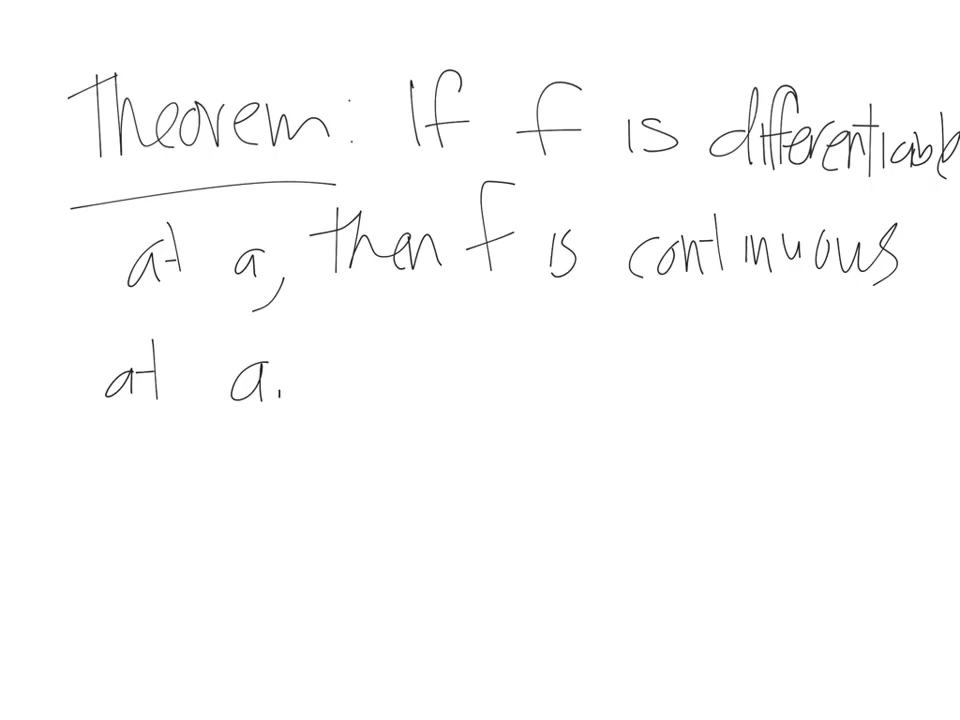 Theorem: If f is differentiable
at a, then f is continuous
at a.